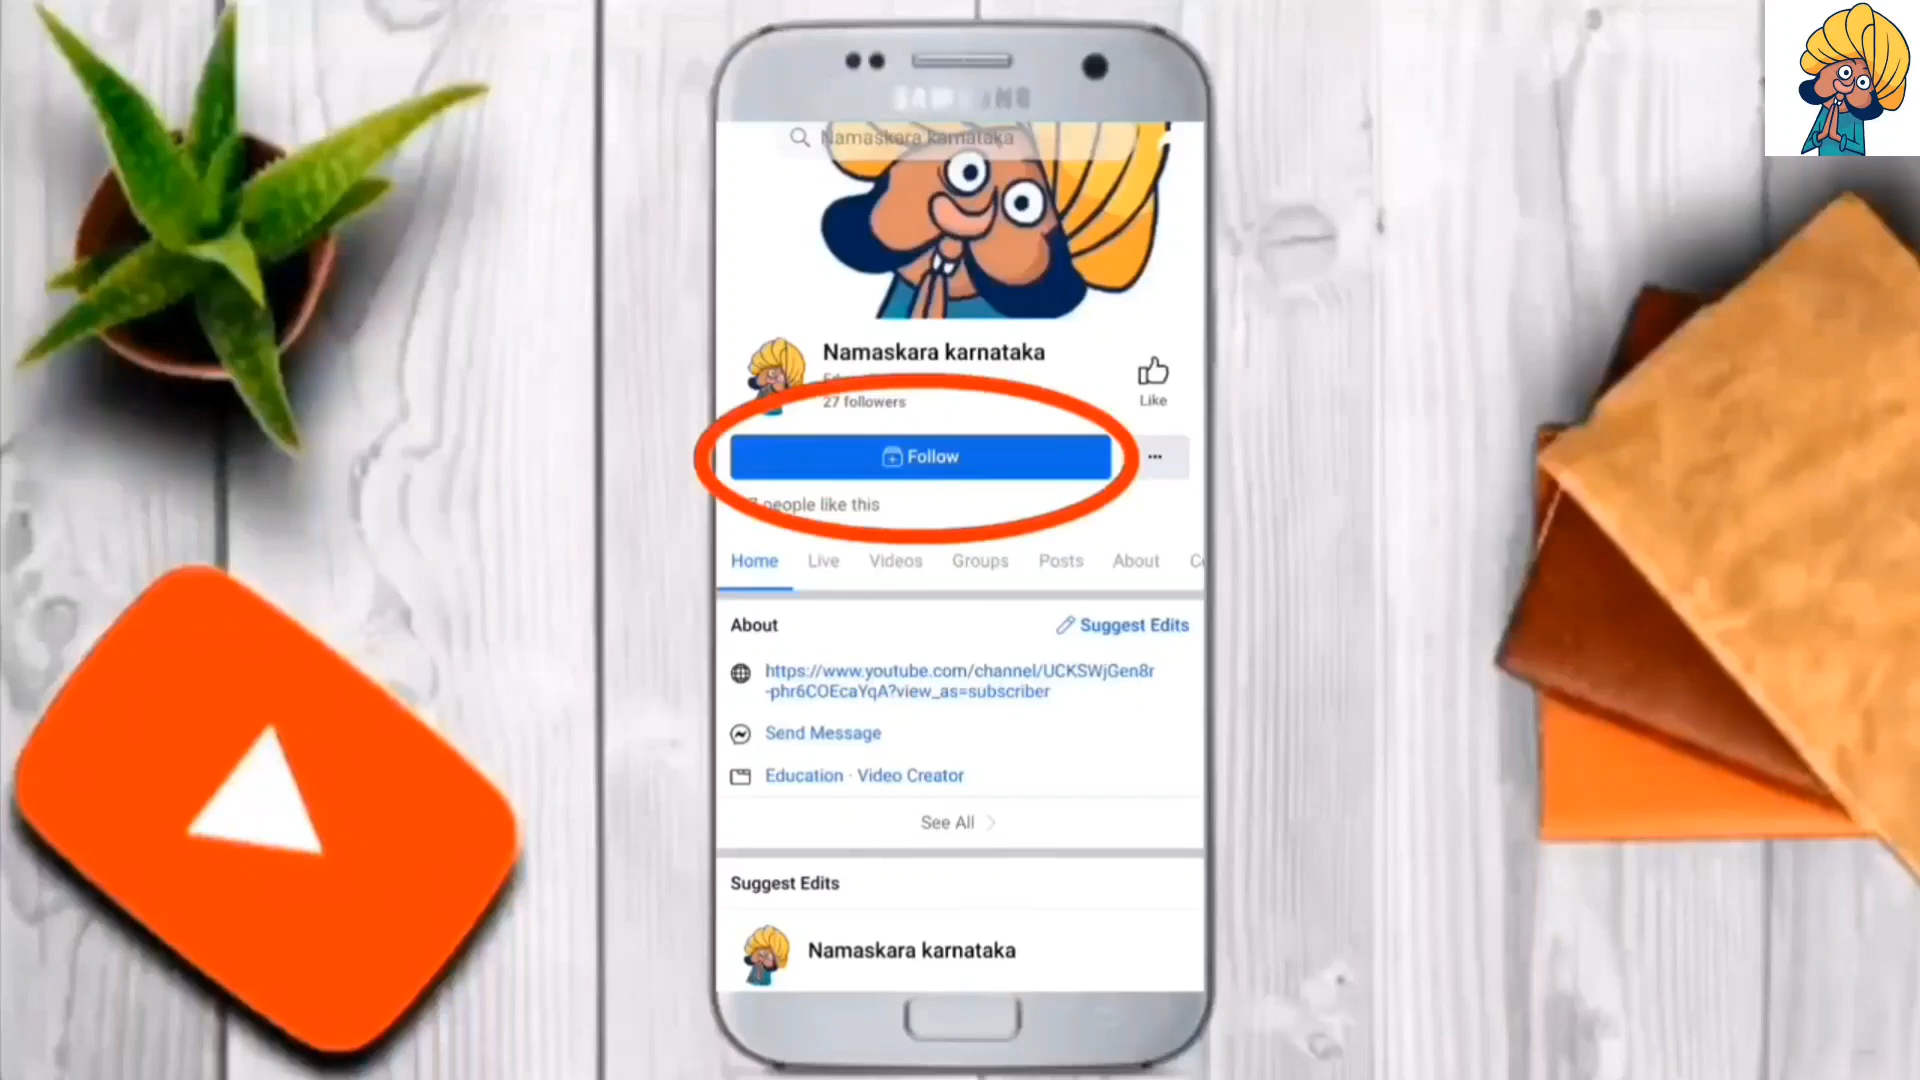 Namaskara karnataka
Namaskara karnataka
27 followers
Like
Follow
people like this
Home Live Videos Groups Posts About
About
Suggest Edits
https://www.youtube.com/channel/UCKSWjGen8r
-phr6COEcaYqA?view_as=subscriber
Send Message
Education · Video Creator
See All
Suggest Edits
Namaskara karnataka